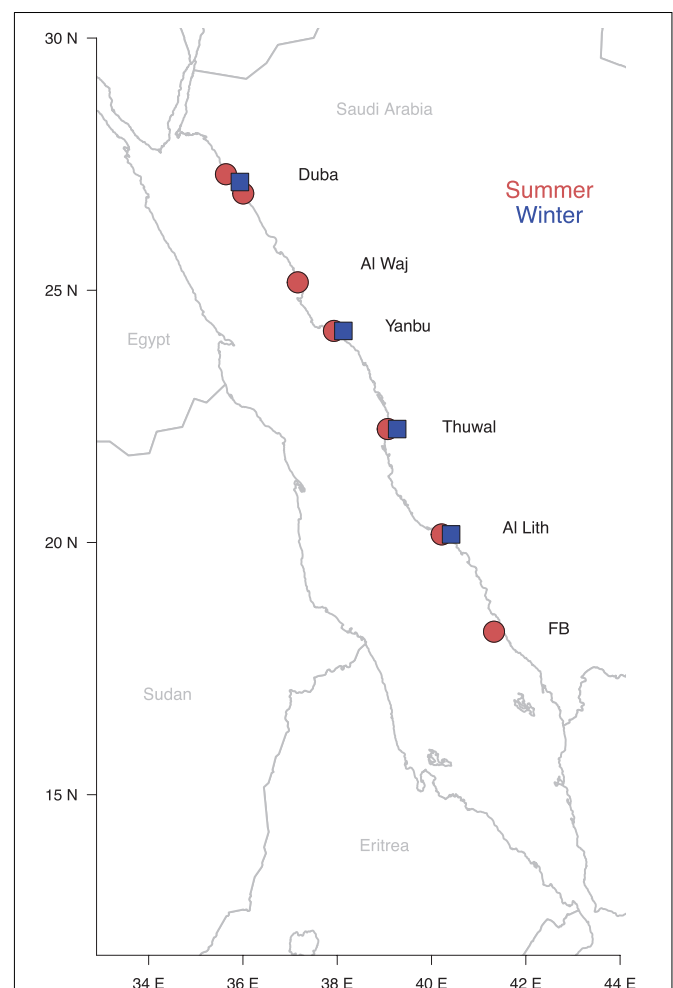 30 N
Saudi Arabia
Duba
Summer
Winter
Al Waj
25 N
Yanbu
Egypt
Thuwal
Al Lith
20 N
FB
Sudan
15 N
Eritrea
34 E 36 E 38 E 40 E 42 E 44 E